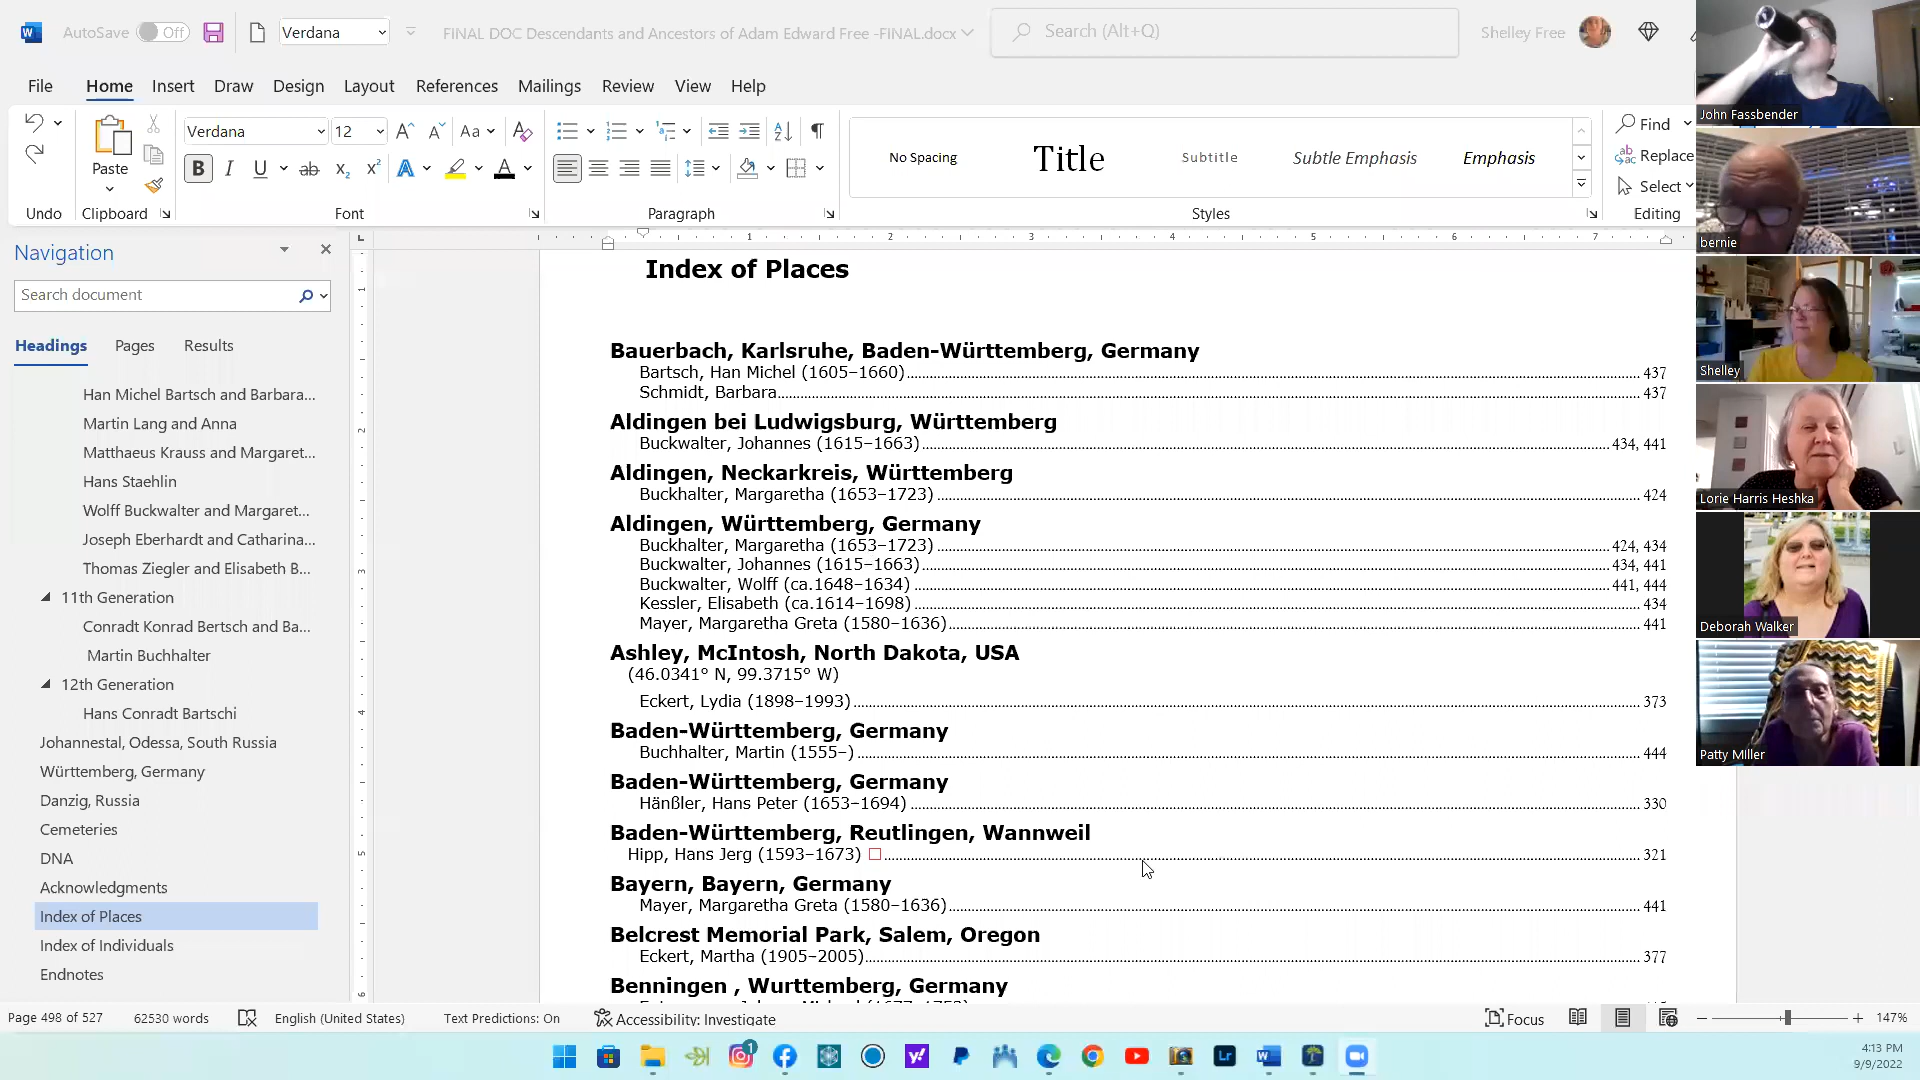 AutoSave Off Verdana FINAL DOC Descendants and Ancestors of Adam Edward Free -FINAL.docx Search (Alt+Q) Shelley Free
File Home Insert Draw Design Layout References Mailings Review View Help
Paste
Verdana 12 Aa
No Spacing Title Subtitle Subtle Emphasis Emphasis
Find
Replace
Select
Undo Clipboard Font Paragraph Styles Editing
Navigation
Search document
Headings Pages Results
Han Michel Bartsch and Barbara...
Martin Lang and Anna
Matthaeus Krauss and Margaret...
Hans Staehlin
Wolff Buckwalter and Margaret...
Joseph Eberhardt and Catharina...
Thomas Ziegler and Elisabeth B...
11th Generation
Conradt Konrad Bertsch and Ba...
Martin Buchhalter
12th Generation
Hans Conradt Bartschi
Johannestal, Odessa, South Russia
Württemberg, Germany
Danzig, Russia
Cemeteries
DNA
Acknowledgments
Index of Places
Index of Individuals
Endnotes
1 2 3 4 5 6 7
Index of Places
Bauerbach, Karlsruhe, Baden-Württemberg, Germany
Bartsch, Han Michel (1605–1660) 437
Schmidt, Barbara 437
Aldingen bei Ludwigsburg, Württemberg
Buckwalter, Johannes (1615–1663) 434, 441
Aldingen, Neckarkreis, Württemberg
Buckhalter, Margaretha (1653–1723) 424
Aldingen, Württemberg, Germany
Buckhalter, Margaretha (1653–1723) 424, 434
Buckwalter, Johannes (1615–1663) 434, 441
Buckwalter, Wolff (ca.1648–1634) 441, 444
Kessler, Elisabeth (ca.1614–1698) 434
Mayer, Margaretha Greta (1580–1636) 441
Ashley, McIntosh, North Dakota, USA
(46.0341° N, 99.3715° W)
Eckert, Lydia (1898–1993) 373
Baden-Württemberg, Germany
Buchhalter, Martin (1555–) 444
Baden-Württemberg, Germany
Hänßler, Hans Peter (1653–1694) 330
Baden-Württemberg, Reutlingen, Wannweil
Hipp, Hans Jerg (1593–1673) 321
Bayern, Bayern, Germany
Mayer, Margaretha Greta (1580–1636) 441
Belcrest Memorial Park, Salem, Oregon
Eckert, Martha (1905–2005) 377
Benningen , Wurttemberg, Germany
John Fassbender
bernie
Shelley
Lorie Harris Heshka
Deborah Walker
Patty MIller
Page 498 of 527 62530 words English (United States) Text Predictions: On Accessibility: Investigate Focus 147%
4:13 PM
9/9/2022